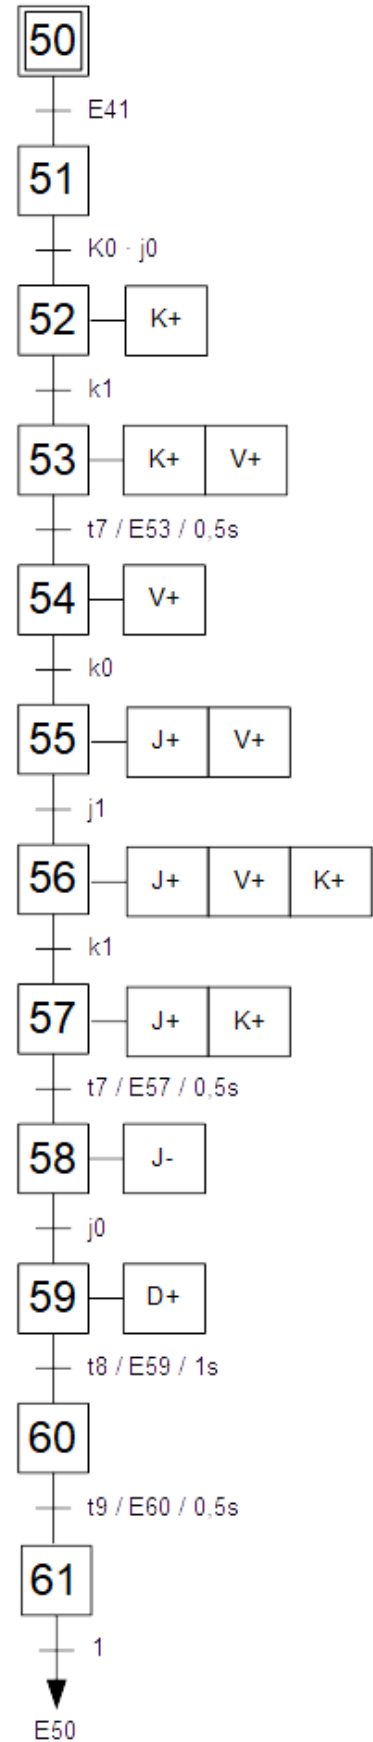 50
E41
51
K0 · j0
52 K+
k1
53 K+ V+
t7 / E53 / 0,5s
54 V+
k0
55 J+ V+
j1
56 J+ V+ K+
k1
57 J+ K+
t7 / E57 / 0,5s
58 J-
j0
59 D+
t8 / E59 / 1s
60
t9 / E60 / 0,5s
61
1
E50